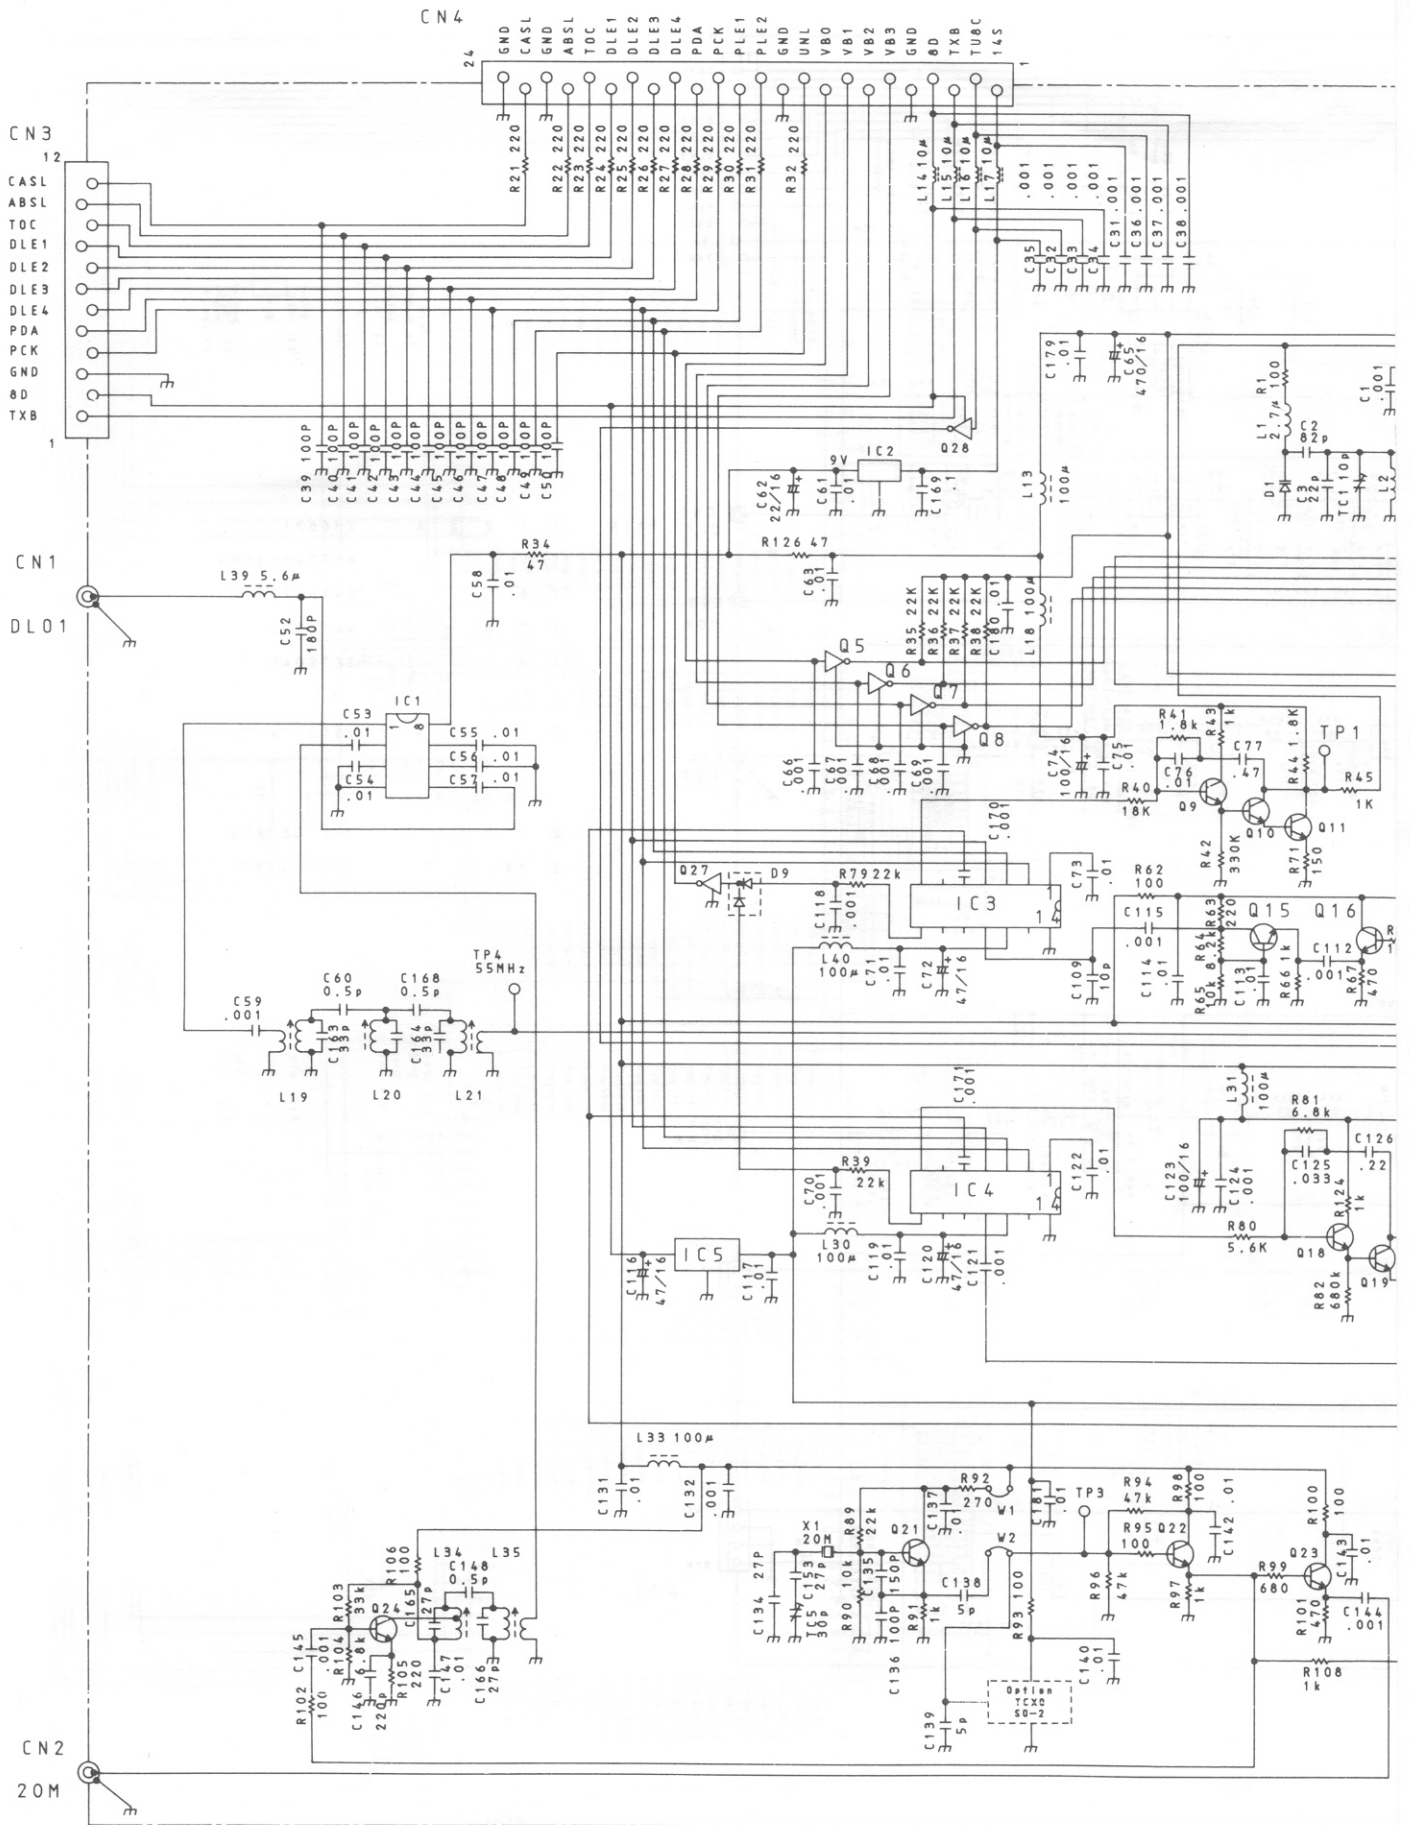 CN4
24
GND
CASL
GND
ABSL
TOC
DLE1
DLE2
DLE3
DLE4
PDA
PCK
PLE1
PLE2
GND
UNL
VB0
VB1
VB2
VB3
GND
8D
TXB
TU8C
14S
1
CN3
12
CASL
ABSL
TOC
DLE1
DLE2
DLE3
DLE4
PDA
PCK
GND
8D
TXB
1
R21 220
R22 220
R23 220
R24 220
R25 220
R26 220
R27 220
R28 220
R29 220
R30 220
R31 220
R32 220
L14 10μ
L15 10μ
L16 10μ
L17 10μ
.001
.001
.001
.001
C35
C32
C33
C34
C31 .001
C36 .001
C37 .001
C38 .001
C39 100P
C40 100P
C41 100P
C42 100P
C43 100P
C44 100P
C45 100P
C46 100P
C47 100P
C48 100P
C49 100P
C50 100P
C179 .01
C65 470/16
R1 100
L1 2.7μ
C2
82p
C1 .001
D1
C3 22p
TC1 10p
L2
Q28
9V
IC2
C62 22/16
C61 .01
C169 .1
L13 100μ
CN1
DLO1
L39 5.6μ
C52 180P
R34
47
C58 .01
R126 47
C63 .01
R35 22K
R36 22K
R37 22K
R38 22K
C180 .01
L18 100μ
Q5
Q6
Q7
Q8
IC1
1
8
C53
.01
C54
.01
C55 .01
C56 .01
C57 .01
C66 .001
C67 .001
C68 .001
C69 .001
C74 100/16
C75 .01
R41
1.8k
R43 1k
C76
.01
C77
.47
R44 1.8K
TP1
R45
1K
R40
18K
Q9
Q10
Q11
R42 330K
R71 150
C170 .001
Q27
D9
R79 22k
C118 .001
IC3
1
14
C73 .01
L40
100μ
C71 .01
C72 47/16
C109 10p
R62
100
C115
.001
C114 .01
R63 220
R64 8.2k
R65 10k
C113 .01
Q15
R66 1k
C112
.001
Q16
R67 470
TP4
55MHz
C59
.001
C60
0.5p
C168
0.5p
C163 33p
C164 33p
L19
L20
L21
C171 .001
R39
22k
C70 .001
IC4
1
14
C122 .01
L30
100μ
C119 .01
C120 47/16
C121 .001
IC5
C116 47/16
C117 .01
L31 100μ
C123 100/16
C124 .001
R81
6.8k
C125
.033
C126
.22
R124 1k
R80
5.6K
Q18
Q19
R82 680k
L33 100μ
C131 .01
C132 .001
R106 100
L34
L35
C148
0.5p
C165 27p
R103 33k
Q24
C145 .001
R104 6.8k
R102 100
C146 220p
R105 220
C147 .01
C166 27p
X1
20M
R89 22k
Q21
C137 .01
R92
270
W1
W2
C181 .01
TP3
R94
47k
R95
100
Q22
R98 100
C142 .01
R100 100
C134 27P
C153 27p
TC5 30p
R90 10k
C135 150P
C136 100P
R91 1k
C138
5p
R93 100
R96 47k
R97 1k
R99
680
Q23
C143 .01
R101 470
C144
.001
R108
1k
C140 .01
Option
TCXO
SO-2
C139 5p
CN2
20M